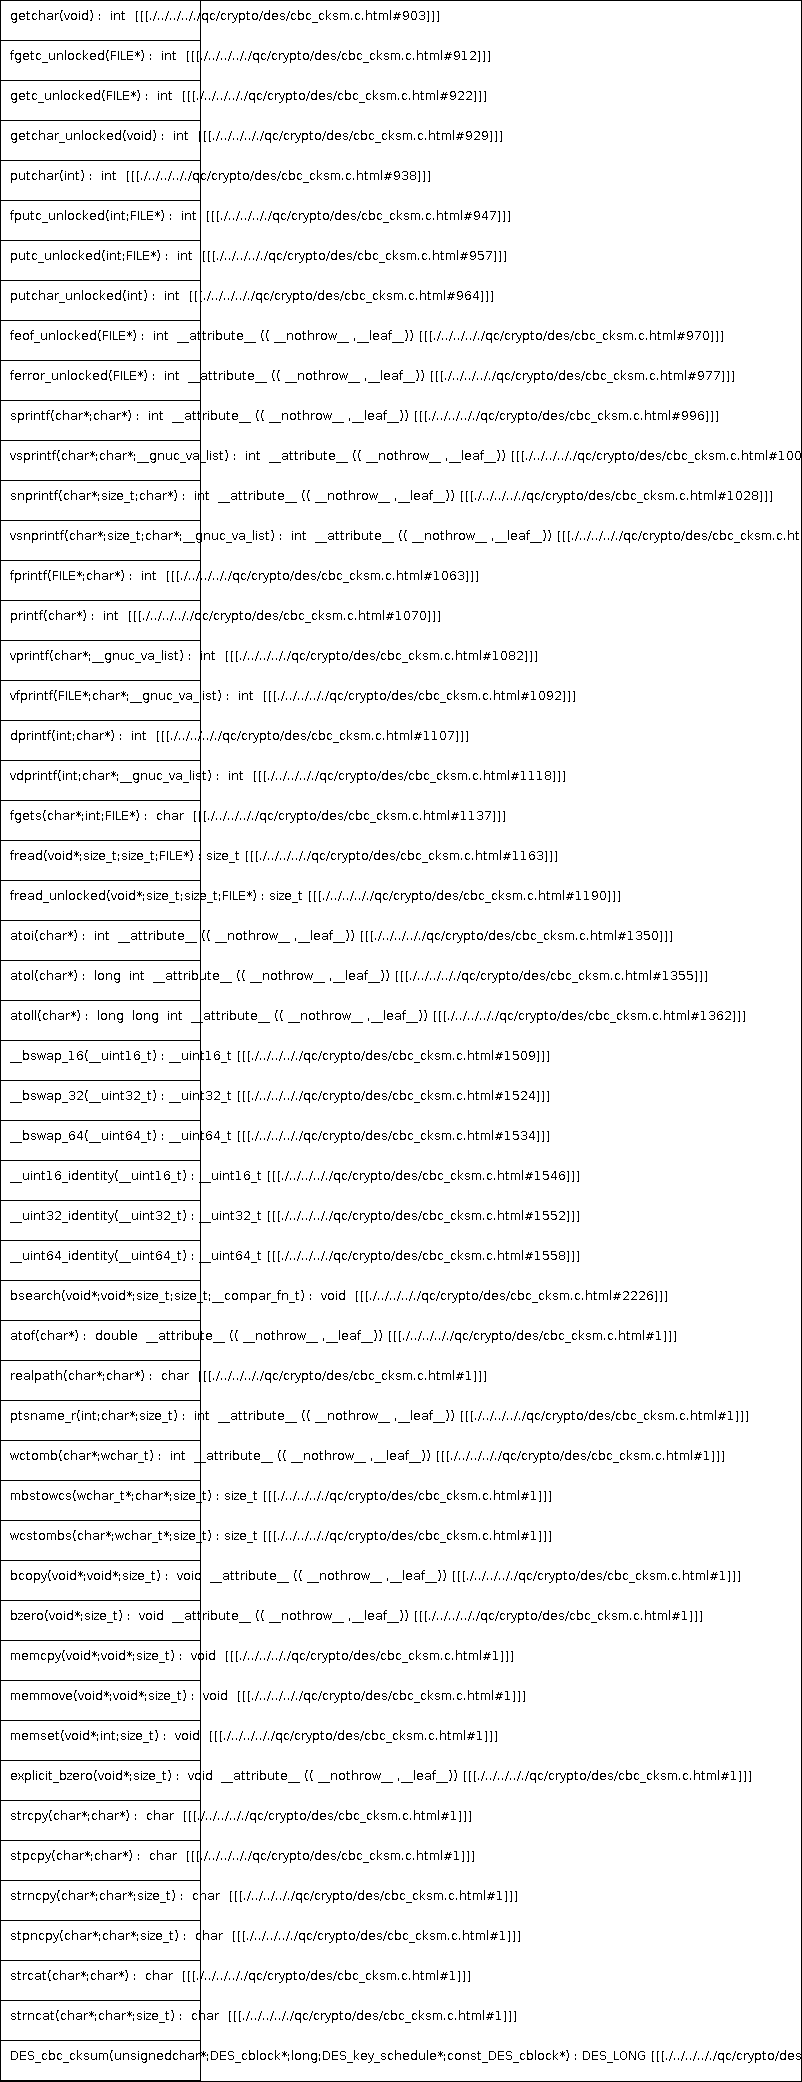 getchar(void) : int [[[./../../.././qc/crypto/des/cbc_cksm.c.html#903]]]
fgetc_unlocked(FILE*) : int [[[./../../.././qc/crypto/des/cbc_cksm.c.html#912]]]
getc_unlocked(FILE*) : int [[[./../../.././qc/crypto/des/cbc_cksm.c.html#922]]]
getchar_unlocked(void) : int [[[./../../.././qc/crypto/des/cbc_cksm.c.html#929]]]
putchar(int) : int [[[./../../.././qc/crypto/des/cbc_cksm.c.html#938]]]
fputc_unlocked(int;FILE*) : int [[[./../../.././qc/crypto/des/cbc_cksm.c.html#947]]]
putc_unlocked(int;FILE*) : int [[[./../../.././qc/crypto/des/cbc_cksm.c.html#957]]]
putchar_unlocked(int) : int [[[./../../.././qc/crypto/des/cbc_cksm.c.html#964]]]
feof_unlocked(FILE*) : int __attribute__ (( __nothrow__ ,__leaf__)) [[[./../../.././qc/crypto/des/cbc_cksm.c.html#970]]]
ferror_unlocked(FILE*) : int __attribute__ (( __nothrow__ ,__leaf__)) [[[./../../.././qc/crypto/des/cbc_cksm.c.html#977]]]
sprintf(char*;char*) : int __attribute__ (( __nothrow__ ,__leaf__)) [[[./../../.././qc/crypto/des/cbc_cksm.c.html#996]]]
vsprintf(char*;char*;__gnuc_va_list) : int __attribute__ (( __nothrow__ ,__leaf__)) [[[./../../.././qc/crypto/des/cbc_cksm.c.html#100
snprintf(char*;size_t;char*) : int __attribute__ (( __nothrow__ ,__leaf__)) [[[./../../.././qc/crypto/des/cbc_cksm.c.html#1028]]]
vsnprintf(char*;size_t;char*;__gnuc_va_list) : int __attribute__ (( __nothrow__ ,__leaf__)) [[[./../../.././qc/crypto/des/cbc_cksm.c.ht
fprintf(FILE*;char*) : int [[[./../../.././qc/crypto/des/cbc_cksm.c.html#1063]]]
printf(char*) : int [[[./../../.././qc/crypto/des/cbc_cksm.c.html#1070]]]
vprintf(char*;__gnuc_va_list) : int [[[./../../.././qc/crypto/des/cbc_cksm.c.html#1082]]]
vfprintf(FILE*;char*;__gnuc_va_list) : int [[[./../../.././qc/crypto/des/cbc_cksm.c.html#1092]]]
dprintf(int;char*) : int [[[./../../.././qc/crypto/des/cbc_cksm.c.html#1107]]]
vdprintf(int;char*;__gnuc_va_list) : int [[[./../../.././qc/crypto/des/cbc_cksm.c.html#1118]]]
fgets(char*;int;FILE*) : char [[[./../../.././qc/crypto/des/cbc_cksm.c.html#1137]]]
fread(void*;size_t;size_t;FILE*) : size_t [[[./../../.././qc/crypto/des/cbc_cksm.c.html#1163]]]
fread_unlocked(void*;size_t;size_t;FILE*) : size_t [[[./../../.././qc/crypto/des/cbc_cksm.c.html#1190]]]
atoi(char*) : int __attribute__ (( __nothrow__ ,__leaf__)) [[[./../../.././qc/crypto/des/cbc_cksm.c.html#1350]]]
atol(char*) : long int __attribute__ (( __nothrow__ ,__leaf__)) [[[./../../.././qc/crypto/des/cbc_cksm.c.html#1355]]]
atoll(char*) : long long int __attribute__ (( __nothrow__ ,__leaf__)) [[[./../../.././qc/crypto/des/cbc_cksm.c.html#1362]]]
__bswap_16(__uint16_t) : __uint16_t [[[./../../.././qc/crypto/des/cbc_cksm.c.html#1509]]]
__bswap_32(__uint32_t) : __uint32_t [[[./../../.././qc/crypto/des/cbc_cksm.c.html#1524]]]
__bswap_64(__uint64_t) : __uint64_t [[[./../../.././qc/crypto/des/cbc_cksm.c.html#1534]]]
__uint16_identity(__uint16_t) : __uint16_t [[[./../../.././qc/crypto/des/cbc_cksm.c.html#1546]]]
__uint32_identity(__uint32_t) : __uint32_t [[[./../../.././qc/crypto/des/cbc_cksm.c.html#1552]]]
__uint64_identity(__uint64_t) : __uint64_t [[[./../../.././qc/crypto/des/cbc_cksm.c.html#1558]]]
bsearch(void*;void*;size_t;size_t;__compar_fn_t) : void [[[./../../.././qc/crypto/des/cbc_cksm.c.html#2226]]]
atof(char*) : double __attribute__ (( __nothrow__ ,__leaf__)) [[[./../../.././qc/crypto/des/cbc_cksm.c.html#1]]]
realpath(char*;char*) : char [[[./../../.././qc/crypto/des/cbc_cksm.c.html#1]]]
ptsname_r(int;char*;size_t) : int __attribute__ (( __nothrow__ ,__leaf__)) [[[./../../.././qc/crypto/des/cbc_cksm.c.html#1]]]
wctomb(char*;wchar_t) : int __attribute__ (( __nothrow__ ,__leaf__)) [[[./../../.././qc/crypto/des/cbc_cksm.c.html#1]]]
mbstowcs(wchar_t*;char*;size_t) : size_t [[[./../../.././qc/crypto/des/cbc_cksm.c.html#1]]]
wcstombs(char*;wchar_t*;size_t) : size_t [[[./../../.././qc/crypto/des/cbc_cksm.c.html#1]]]
bcopy(void*;void*;size_t) : void __attribute__ (( __nothrow__ ,__leaf__)) [[[./../../.././qc/crypto/des/cbc_cksm.c.html#1]]]
bzero(void*;size_t) : void __attribute__ (( __nothrow__ ,__leaf__)) [[[./../../.././qc/crypto/des/cbc_cksm.c.html#1]]]
memcpy(void*;void*;size_t) : void [[[./../../.././qc/crypto/des/cbc_cksm.c.html#1]]]
memmove(void*;void*;size_t) : void [[[./../../.././qc/crypto/des/cbc_cksm.c.html#1]]]
memset(void*;int;size_t) : void [[[./../../.././qc/crypto/des/cbc_cksm.c.html#1]]]
explicit_bzero(void*;size_t) : void __attribute__ (( __nothrow__ ,__leaf__)) [[[./../../.././qc/crypto/des/cbc_cksm.c.html#1]]]
strcpy(char*;char*) : char [[[./../../.././qc/crypto/des/cbc_cksm.c.html#1]]]
stpcpy(char*;char*) : char [[[./../../.././qc/crypto/des/cbc_cksm.c.html#1]]]
strncpy(char*;char*;size_t) : char [[[./../../.././qc/crypto/des/cbc_cksm.c.html#1]]]
stpncpy(char*;char*;size_t) : char [[[./../../.././qc/crypto/des/cbc_cksm.c.html#1]]]
strcat(char*;char*) : char [[[./../../.././qc/crypto/des/cbc_cksm.c.html#1]]]
strncat(char*;char*;size_t) : char [[[./../../.././qc/crypto/des/cbc_cksm.c.html#1]]]
DES_cbc_cksum(unsignedchar*;DES_cblock*;long;DES_key_schedule*;const_DES_cblock*) : DES_LONG [[[./../../.././qc/crypto/des